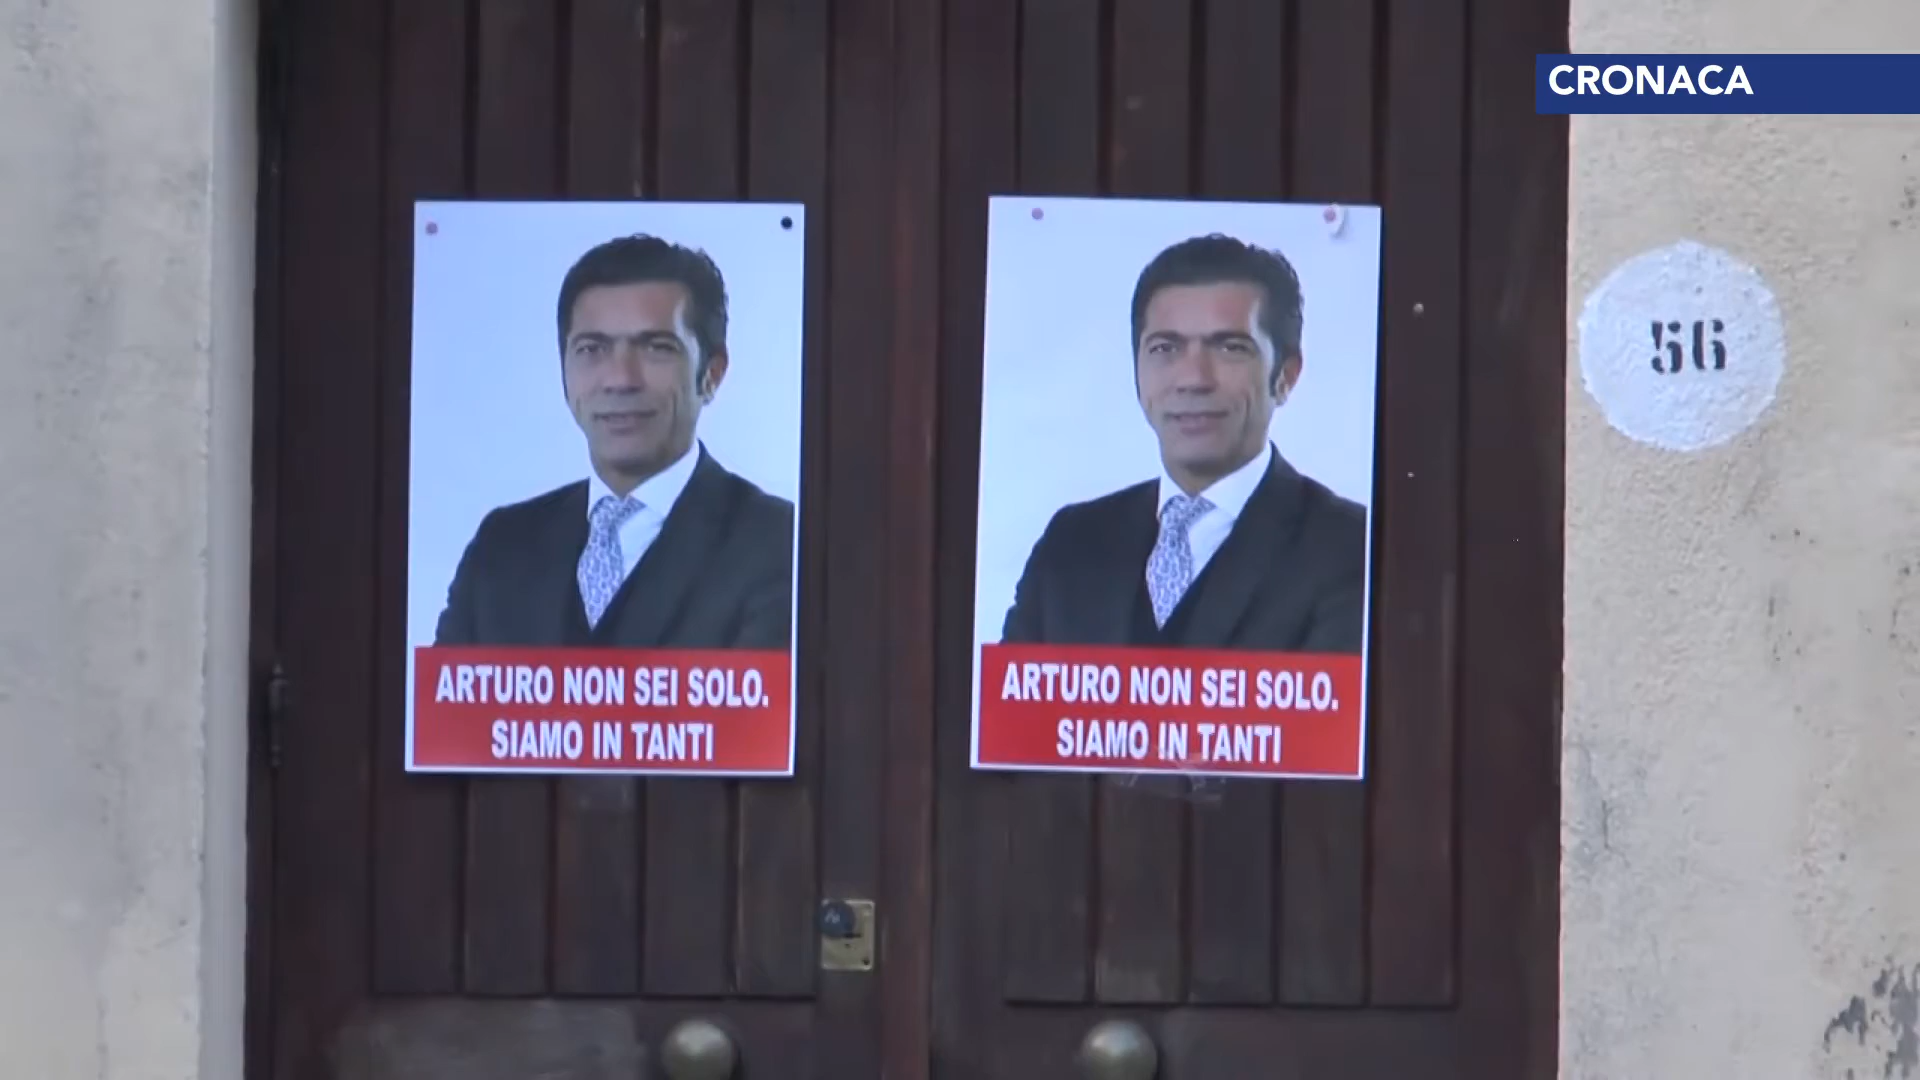 CRONACA
ARTURO NON SEI SOLO.
SIAMO IN TANTI
ARTURO NON SEI SOLO.
SIAMO IN TANTI
56